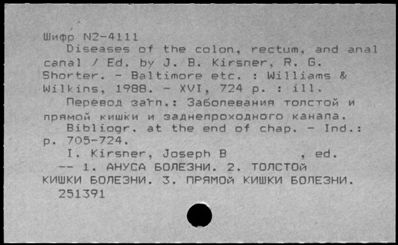 Шифр N2-4111
Diseases of the colon, rectum, and anal
canal / Ed. by J. B. Kirsner, R. G.
Shorter. - Baltimore etc. : Williams &
Wilkins, 1988. - XVI, 724 p. : ill.
Перевод загл.: Заболевания толстой и
прямой кишки и заднепроходного канала.
Bibliogr. at the end of chap. - Ind.:
p. 705-724.
I. Kirsner, Joseph B , ed.
-- 1. АНУСА БОЛЕЗНИ. 2. ТОЛСТОЙ
КИШКИ БОЛЕЗНИ. 3. ПРЯМОЙ КИШКИ БОЛЕЗНИ.
251391